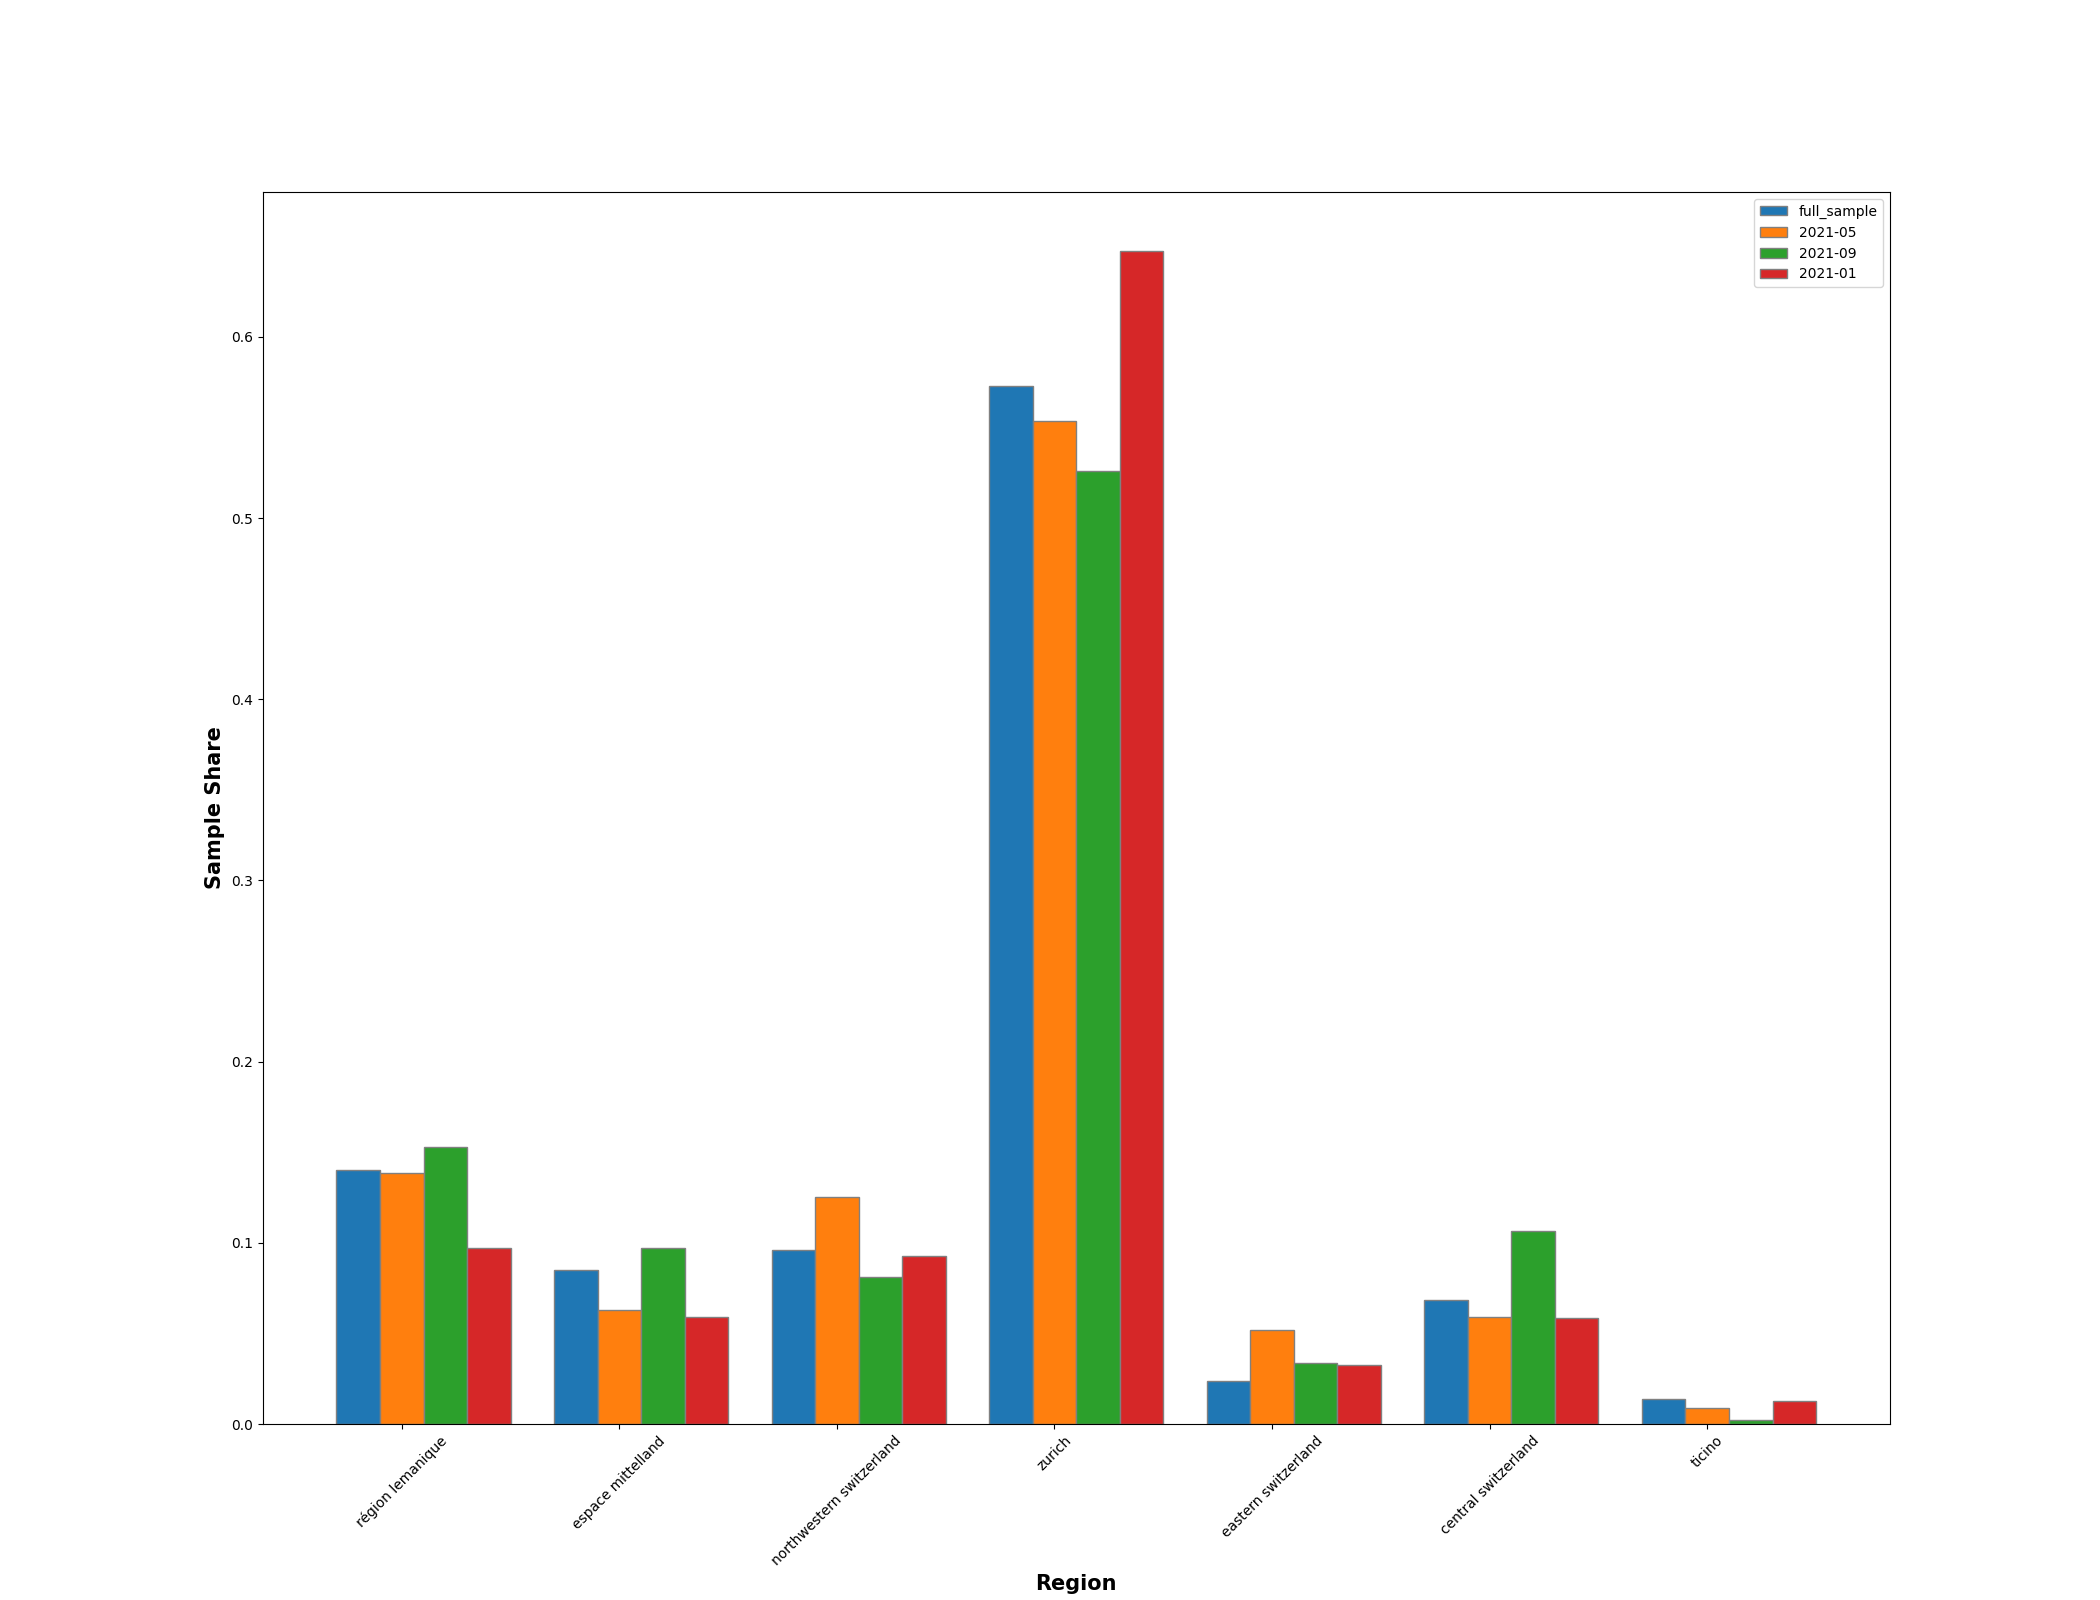 full_sample
2021-05
2021-09
2021-01
0.6
0.5
0.4
0.3
0.2
0.1
0.0
Sample Share
région lemanique
espace mittelland
northwestern switzerland
zurich
eastern switzerland
central switzerland
ticino
Region